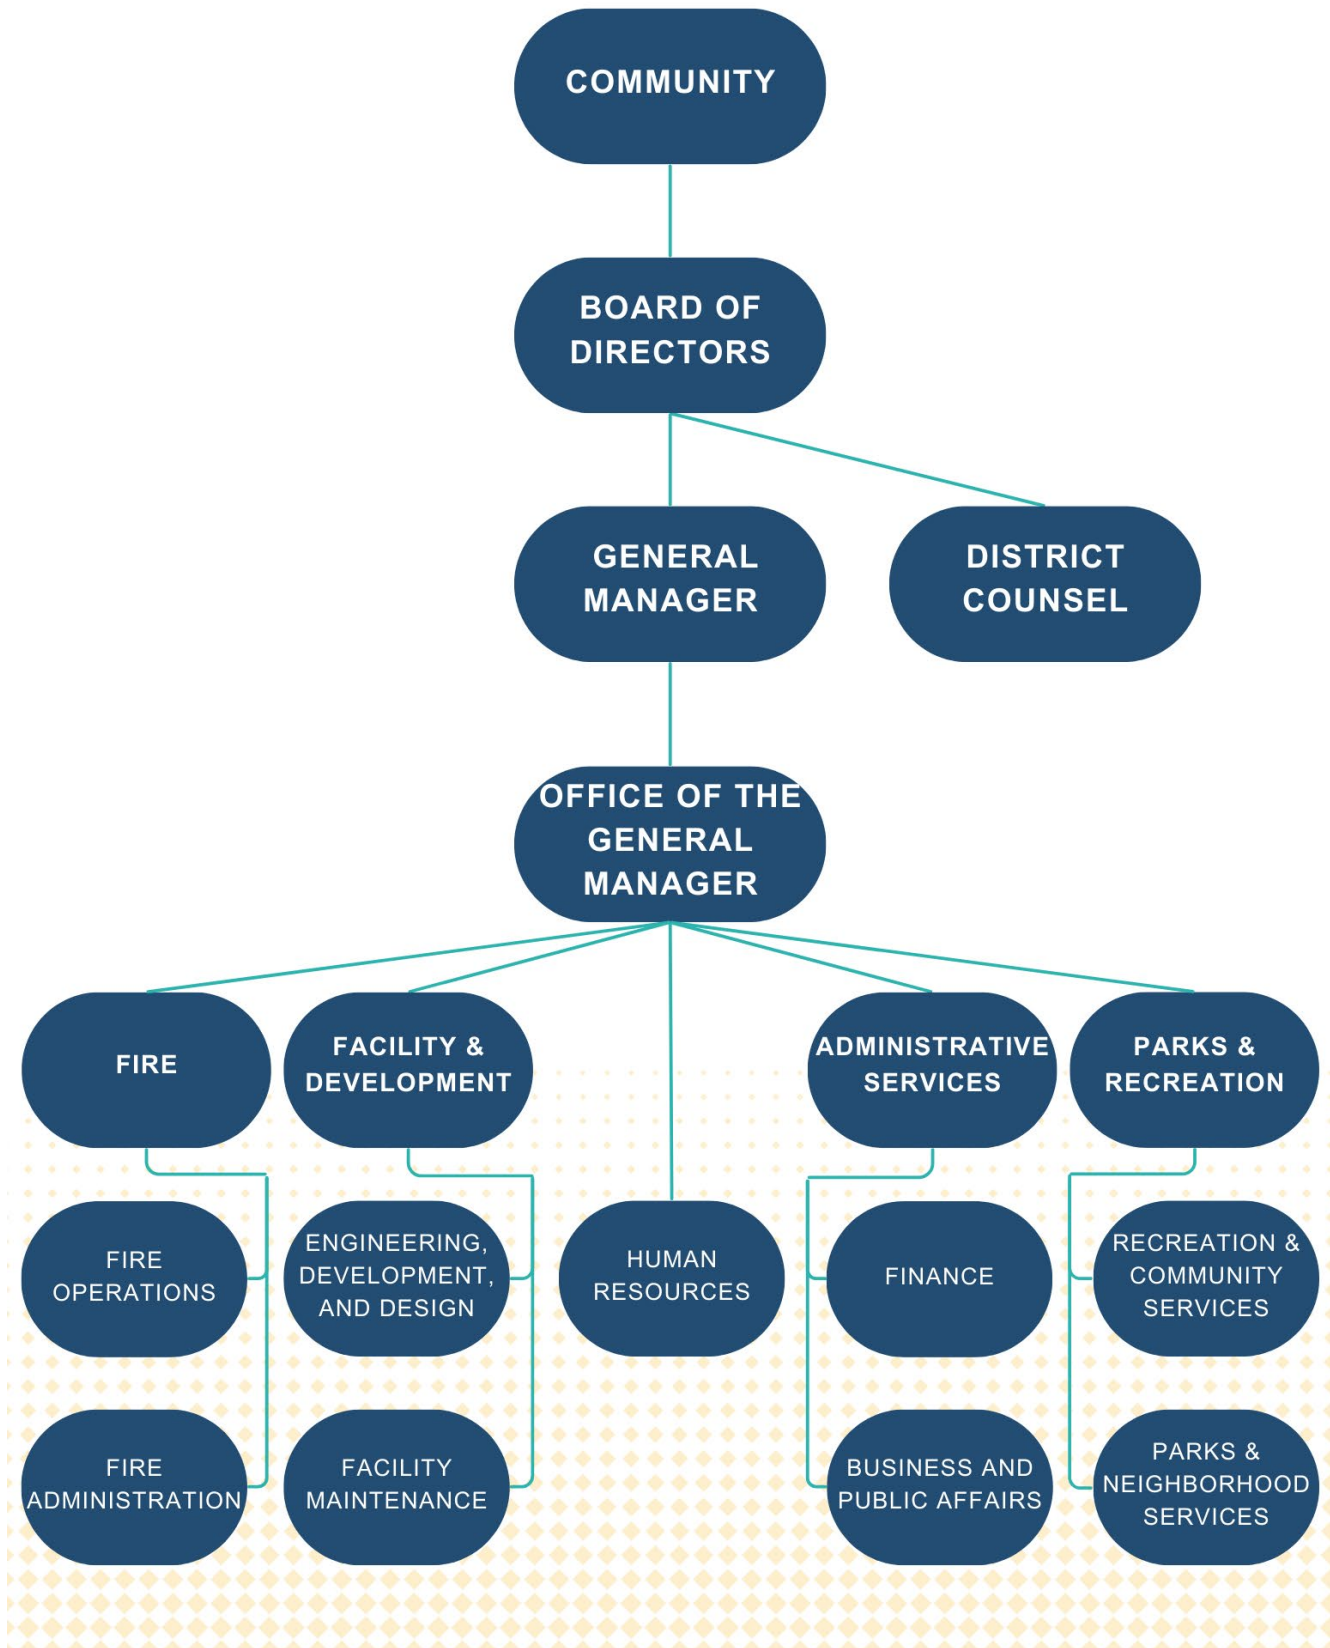 COMMUNITY
BOARD OF
DIRECTORS
GENERAL
MANAGER
DISTRICT
COUNSEL
OFFICE OF THE
GENERAL
MANAGER
FIRE
FACILITY &
DEVELOPMENT
ADMINISTRATIVE
SERVICES
PARKS &
RECREATION
FIRE
OPERATIONS
ENGINEERING,
DEVELOPMENT,
AND DESIGN
HUMAN
RESOURCES
FINANCE
RECREATION &
COMMUNITY
SERVICES
FIRE
ADMINISTRATION
FACILITY
MAINTENANCE
BUSINESS AND
PUBLIC AFFAIRS
PARKS &
NEIGHBORHOOD
SERVICES